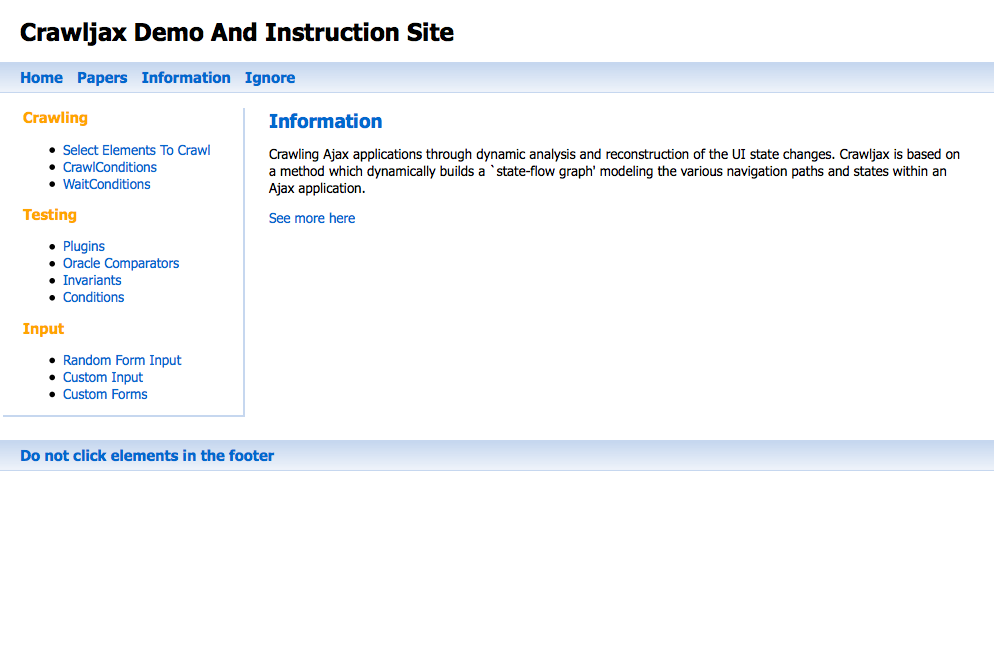 Crawljax Demo And Instruction Site
Home Papers Information Ignore
Crawling
Select Elements To Crawl
CrawlConditions
WaitConditions
Testing
Plugins
Oracle Comparators
Invariants
Conditions
Input
Random Form Input
Custom Input
Custom Forms
Information
Crawling Ajax applications through dynamic analysis and reconstruction of the UI state changes. Crawljax is based on
a method which dynamically builds a `state-flow graph' modeling the various navigation paths and states within an
Ajax application.
See more here
Do not click elements in the footer